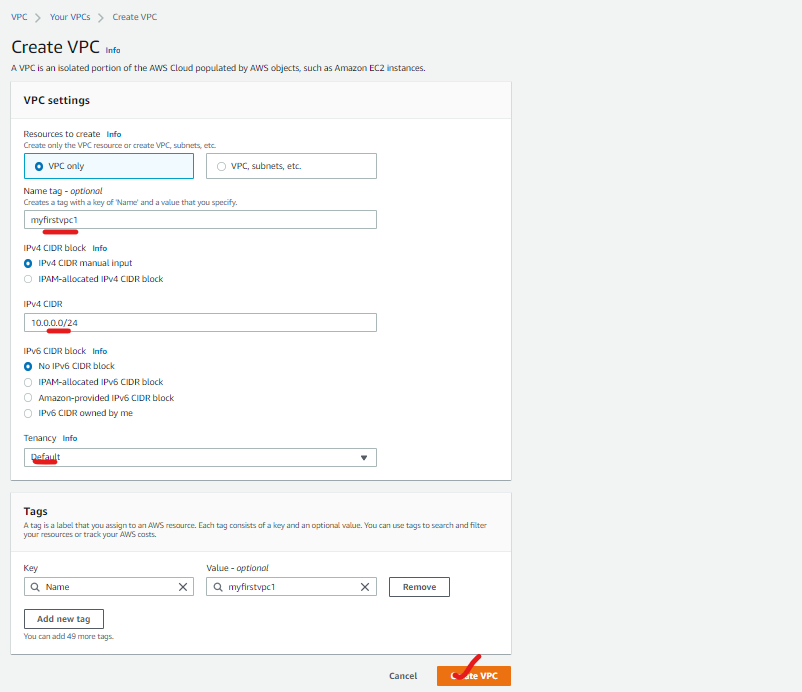 VPC > Your VPCs > Create VPC
Create VPC Info
A VPC is an isolated portion of the AWS Cloud populated by AWS objects, such as Amazon EC2 instances.
VPC settings
Resources to create Info
Create only the VPC resource or create VPC, subnets, etc.
VPC only
VPC, subnets, etc.
Name tag - optional
Creates a tag with a key of 'Name' and a value that you specify.
myfirstvpc1
IPv4 CIDR block Info
IPv4 CIDR manual input
IPAM-allocated IPv4 CIDR block
IPv4 CIDR
10.0.0.0/24
IPv6 CIDR block Info
No IPv6 CIDR block
IPAM-allocated IPv6 CIDR block
Amazon-provided IPv6 CIDR block
IPv6 CIDR owned by me
Tenancy Info
Default
Tags
A tag is a label that you assign to an AWS resource. Each tag consists of a key and an optional value. You can use tags to search and filter
your resources or track your AWS costs.
Key
Value - optional
Name
myfirstvpc1
Remove
Add new tag
You can add 49 more tags.
Cancel
Create VPC